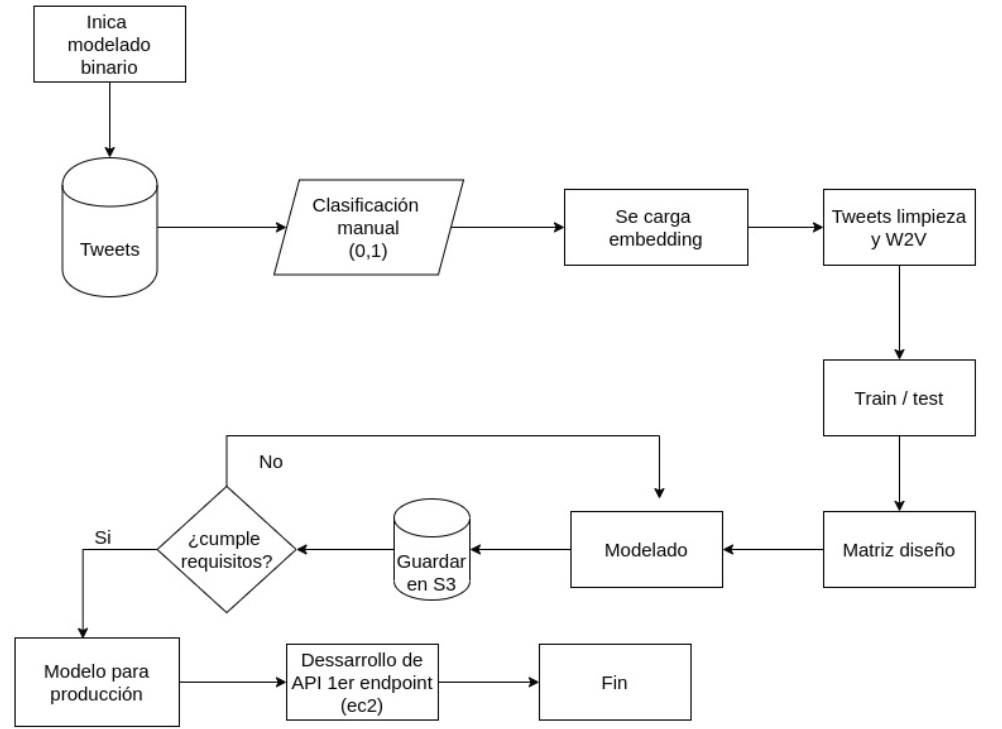 Inica
modelado
binario
Tweets
Clasificación
manual
(0,1)
Se carga
embedding
Tweets limpieza
y W2V
Train / test
Matriz diseño
Modelado
Guardar
en S3
¿cumple
requisitos?
No
Si
Modelo para
producción
Dessarrollo de
API 1er endpoint
(ec2)
Fin